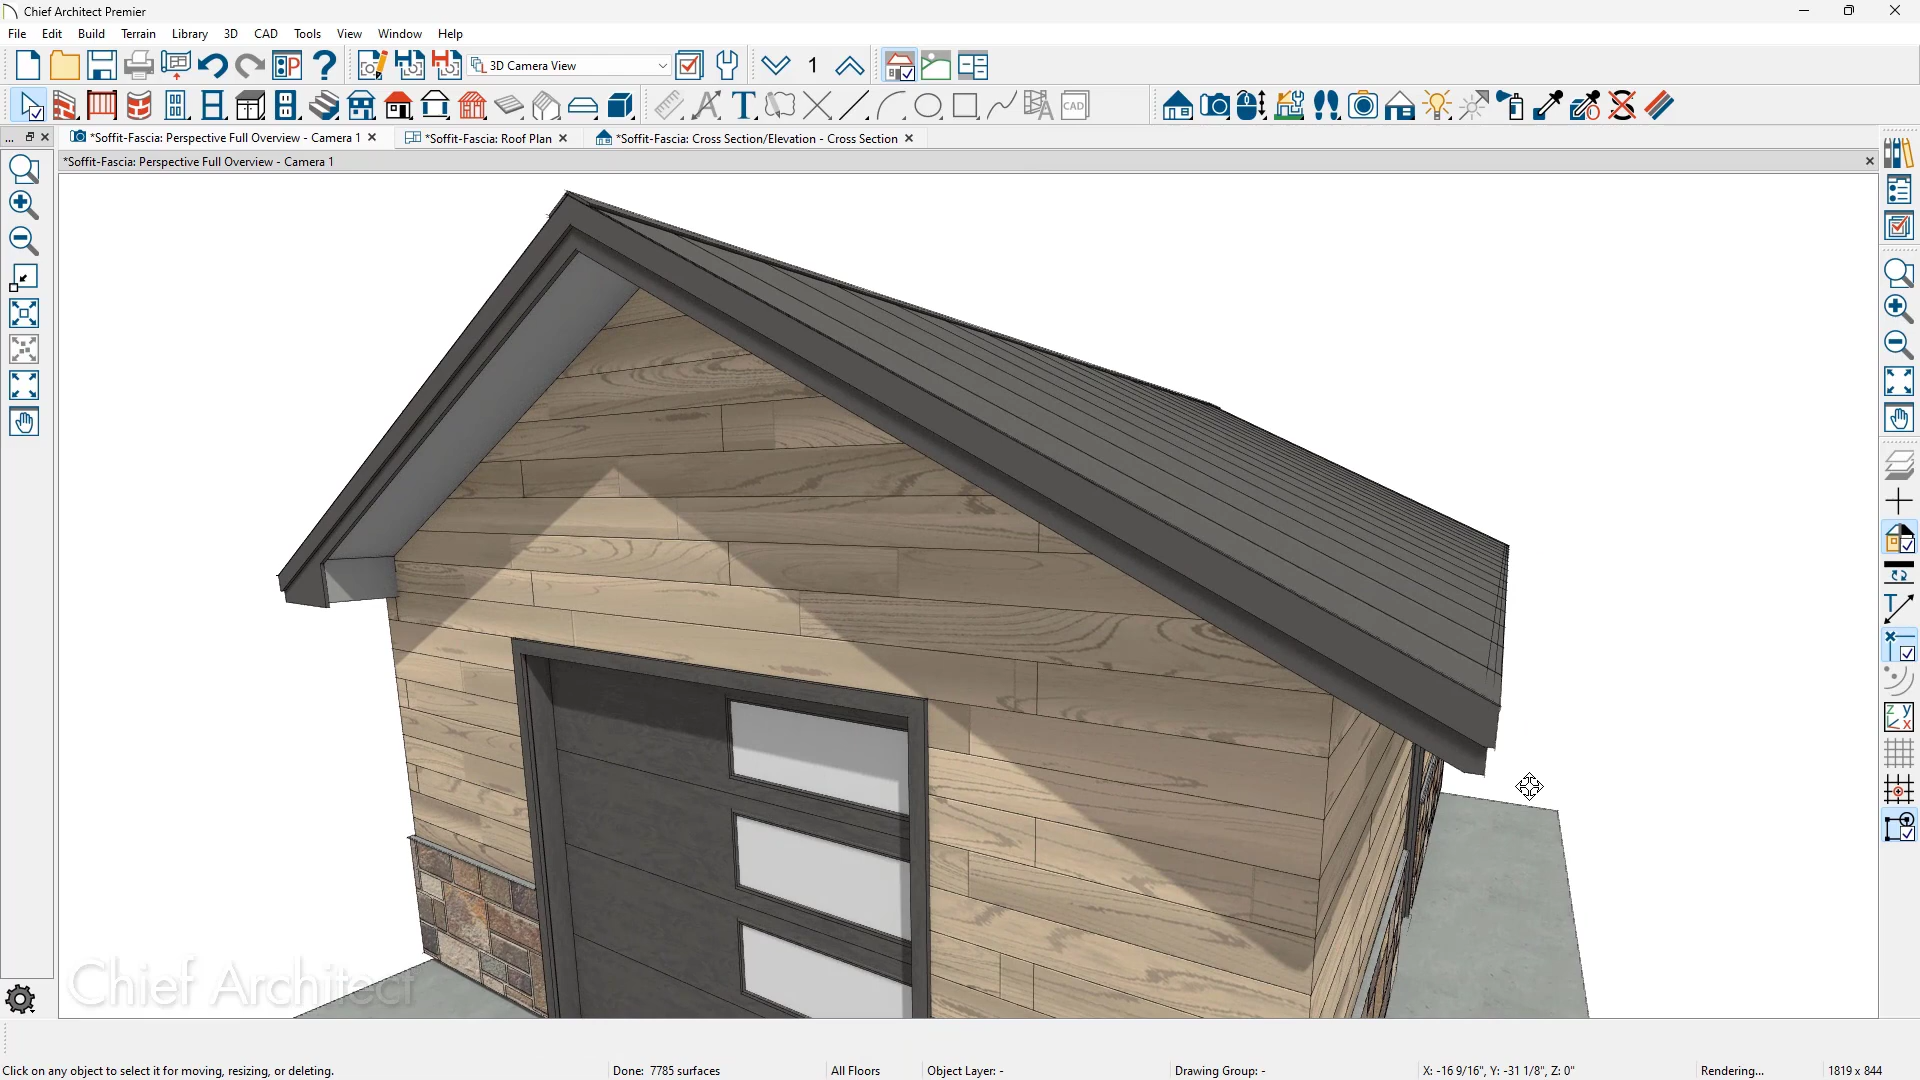 Chief Architect Premier
File Edit Build Terrain Library 3D CAD Tools View Window Help
3D Camera View 1
T CAD
... *Soffit-Fascia: Perspective Full Overview - Camera 1 *Soffit-Fascia: Roof Plan *Soffit-Fascia: Cross Section/Elevation - Cross Section
*Soffit-Fascia: Perspective Full Overview - Camera 1
T
z y
x
Chief Architect
Click on any object to select it for moving, resizing, or deleting. Done: 7785 surfaces All Floors Object Layer: - Drawing Group: - X: -16 9/16", Y: -31 1/8", Z: 0" Rendering... 1819 x 844